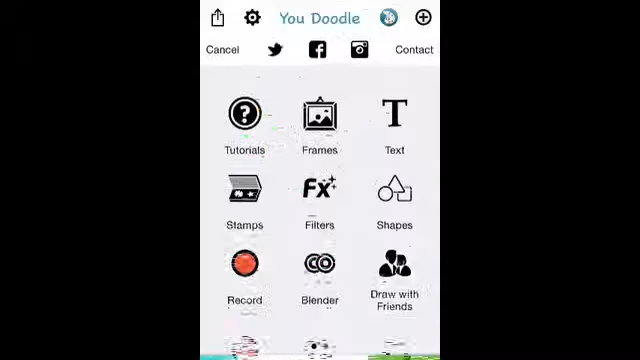 You Doodle
Cancel
Contact
Tutorials
Frames
Text
Stamps
Filters
Shapes
Record
Blender
Draw with
Friends